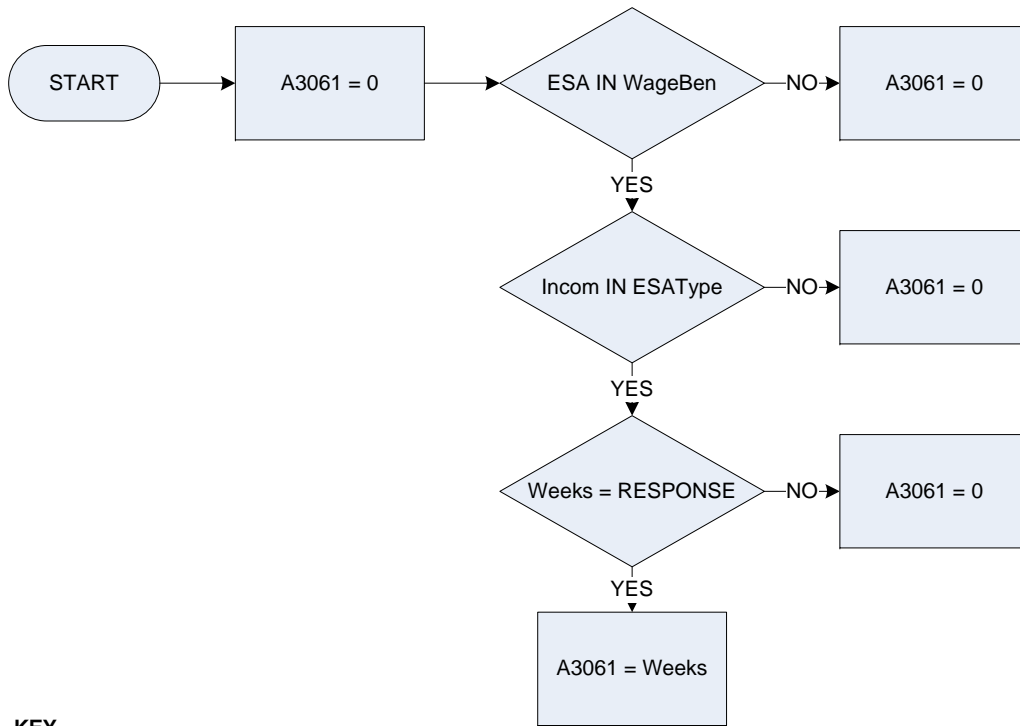 START
A3061 = 0
ESA IN WageBen
NO
A3061 = 0
YES
Incom IN ESAType
NO
A3061 = 0
YES
Weeks = RESPONSE
NO
A3061 = 0
YES
A3061 = Weeks
KEY